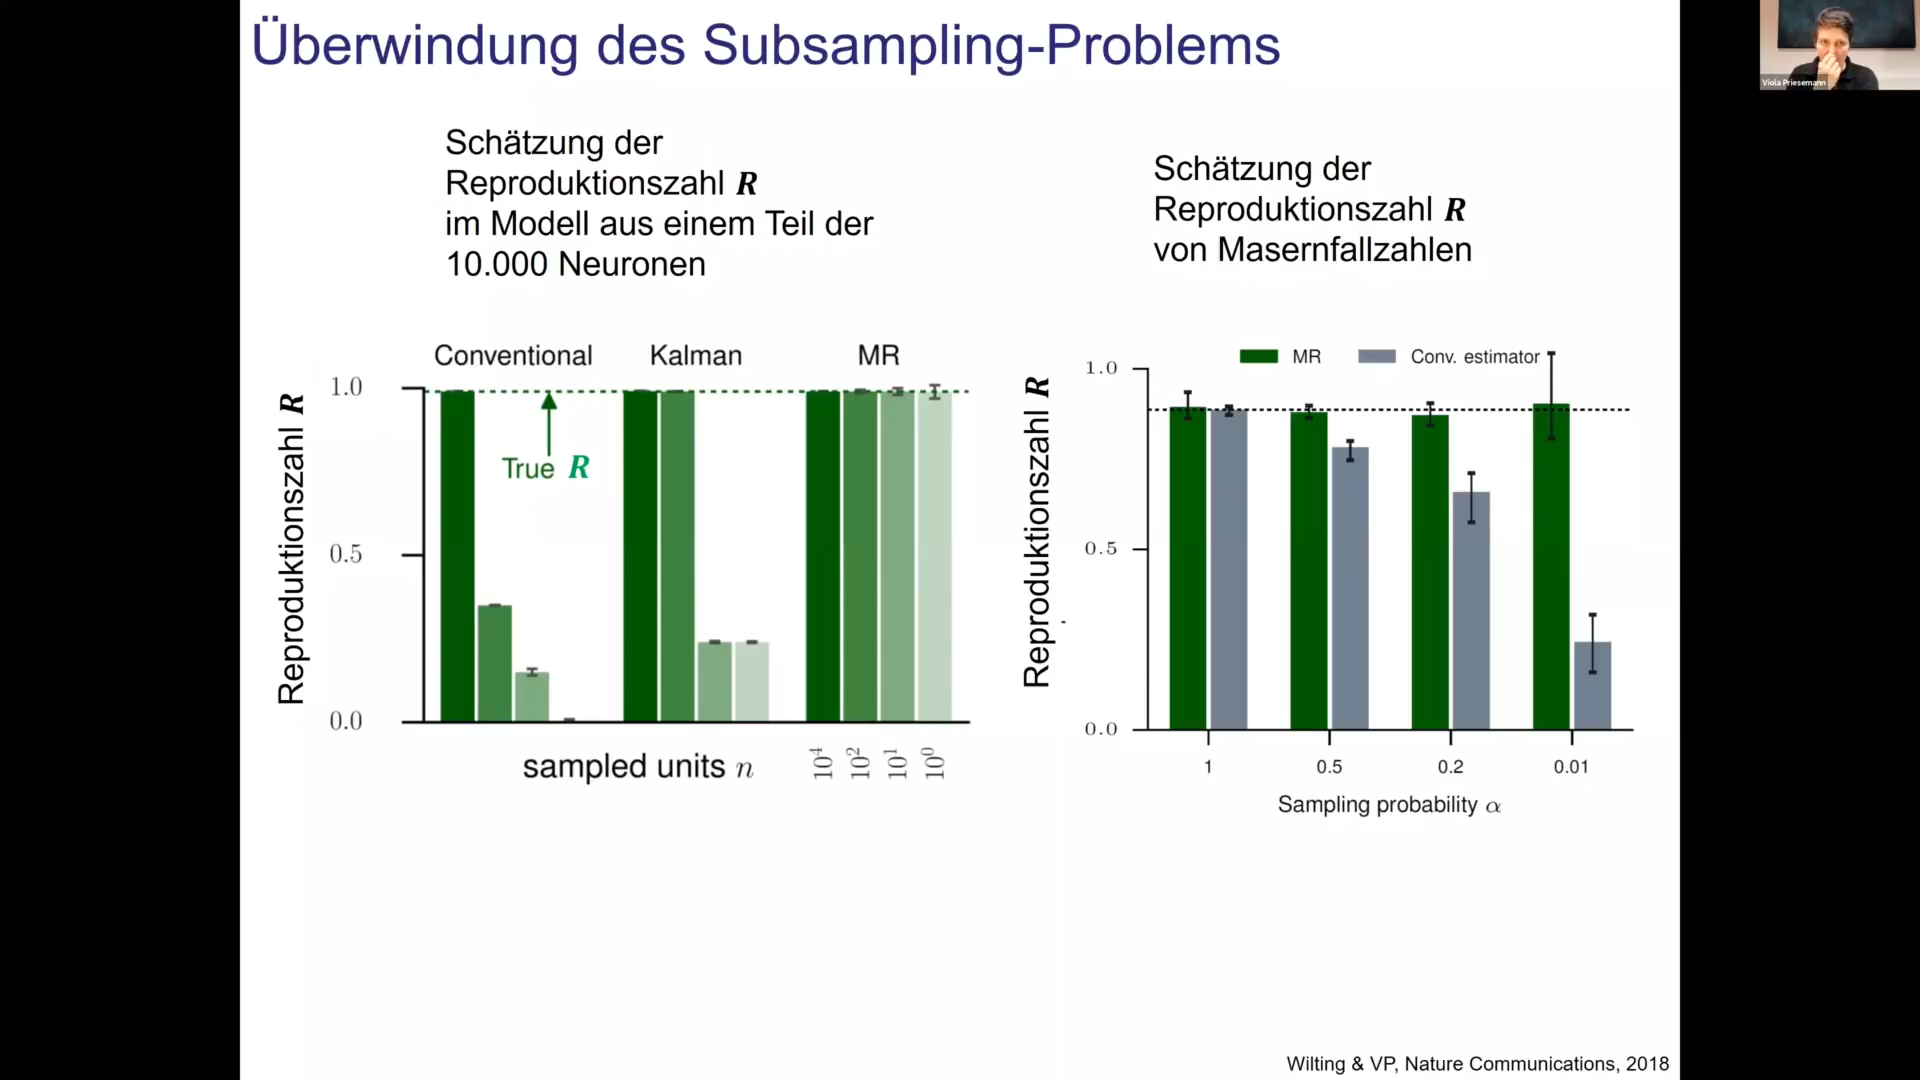 Überwindung des Subsampling-Problems
Viola Priesemann
Schätzung der
Reproduktionszahl R
im Modell aus einem Teil der
10.000 Neuronen
Schätzung der
Reproduktionszahl R
von Masernfallzahlen
Conventional
Kalman
MR
Reproduktionszahl R
1.0
0.5
0.0
True R
sampled units n
10⁴
10²
10¹
10⁰
MR
Conv. estimator
Reproduktionszahl R
1.0
0.5
0.0
1
0.5
0.2
0.01
Sampling probability α
Wilting & VP, Nature Communications, 2018